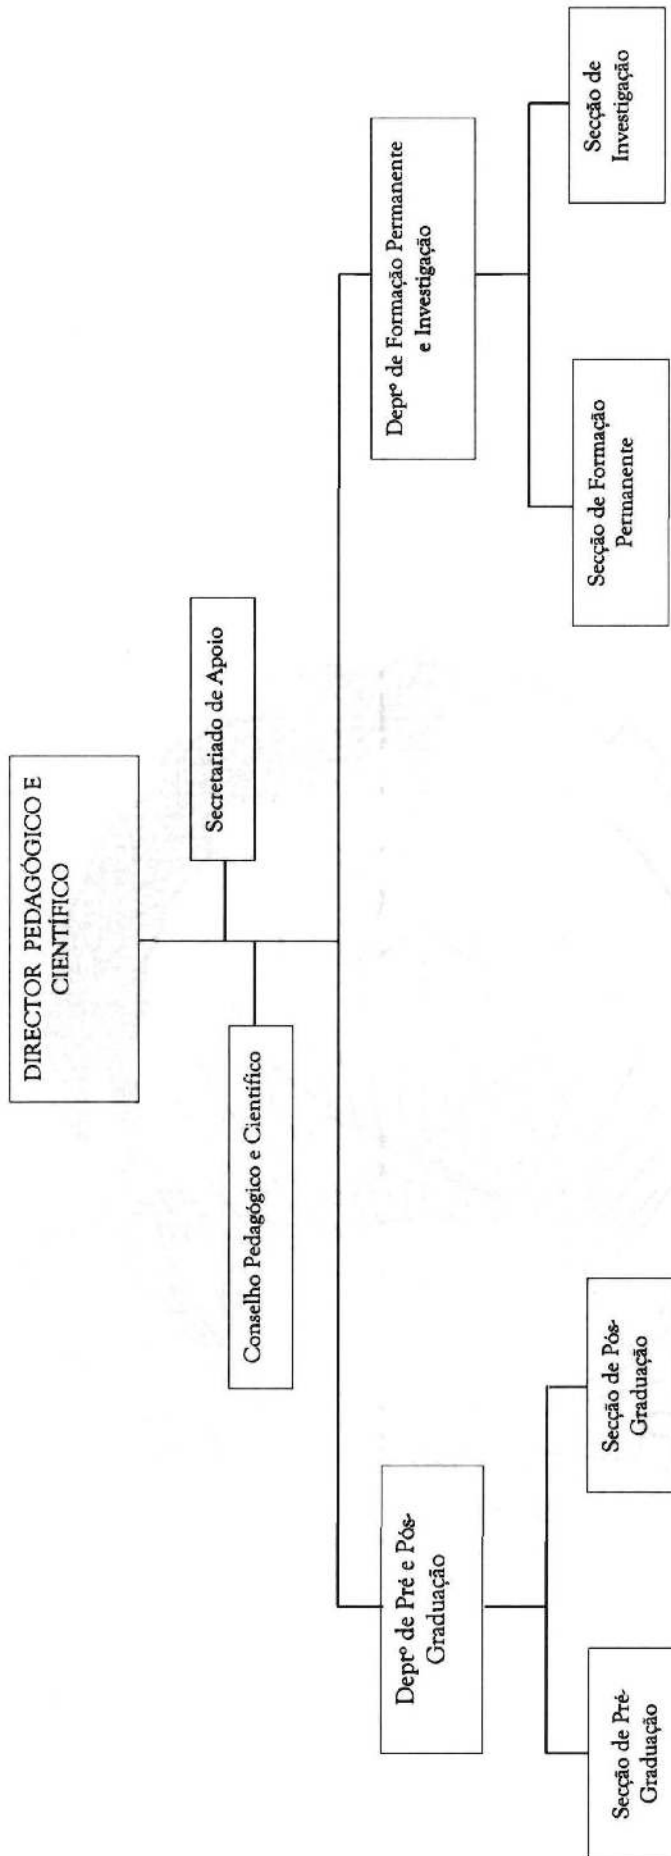 DIRECTOR PEDAGÓGICO E
CIENTÍFICO
Secretariado de Apoio
Conselho Pedagógico e Científico
Deptº de Pré e Pós-
Graduação
Deptº de Formação Permanente
e Investigação
Secção de Pré-
Graduação
Secção de Pós-
Graduação
Secção de Formação
Permanente
Secção de
Investigação